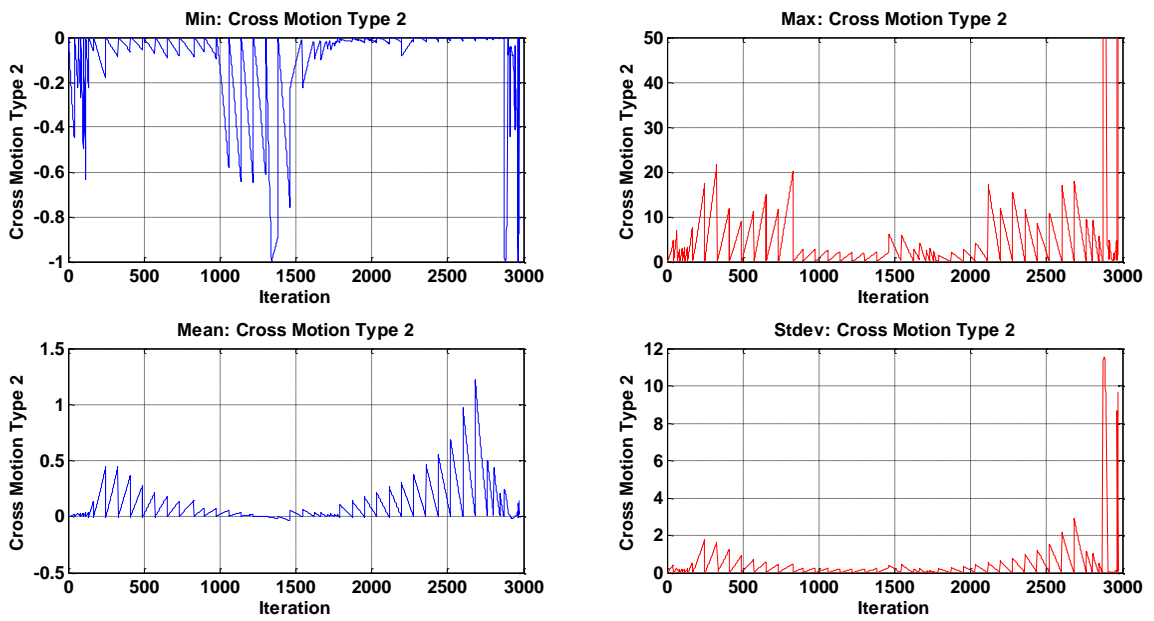 Min: Cross Motion Type 2
Cross Motion Type 2
0
-0.2
-0.4
-0.6
-0.8
-1
0 500 1000 1500 2000 2500 3000
Iteration
Max: Cross Motion Type 2
Cross Motion Type 2
50
40
30
20
10
0
0 500 1000 1500 2000 2500 3000
Iteration
Mean: Cross Motion Type 2
Cross Motion Type 2
1.5
1
0.5
0
-0.5
0 500 1000 1500 2000 2500 3000
Iteration
Stdev: Cross Motion Type 2
Cross Motion Type 2
12
10
8
6
4
2
0
0 500 1000 1500 2000 2500 3000
Iteration